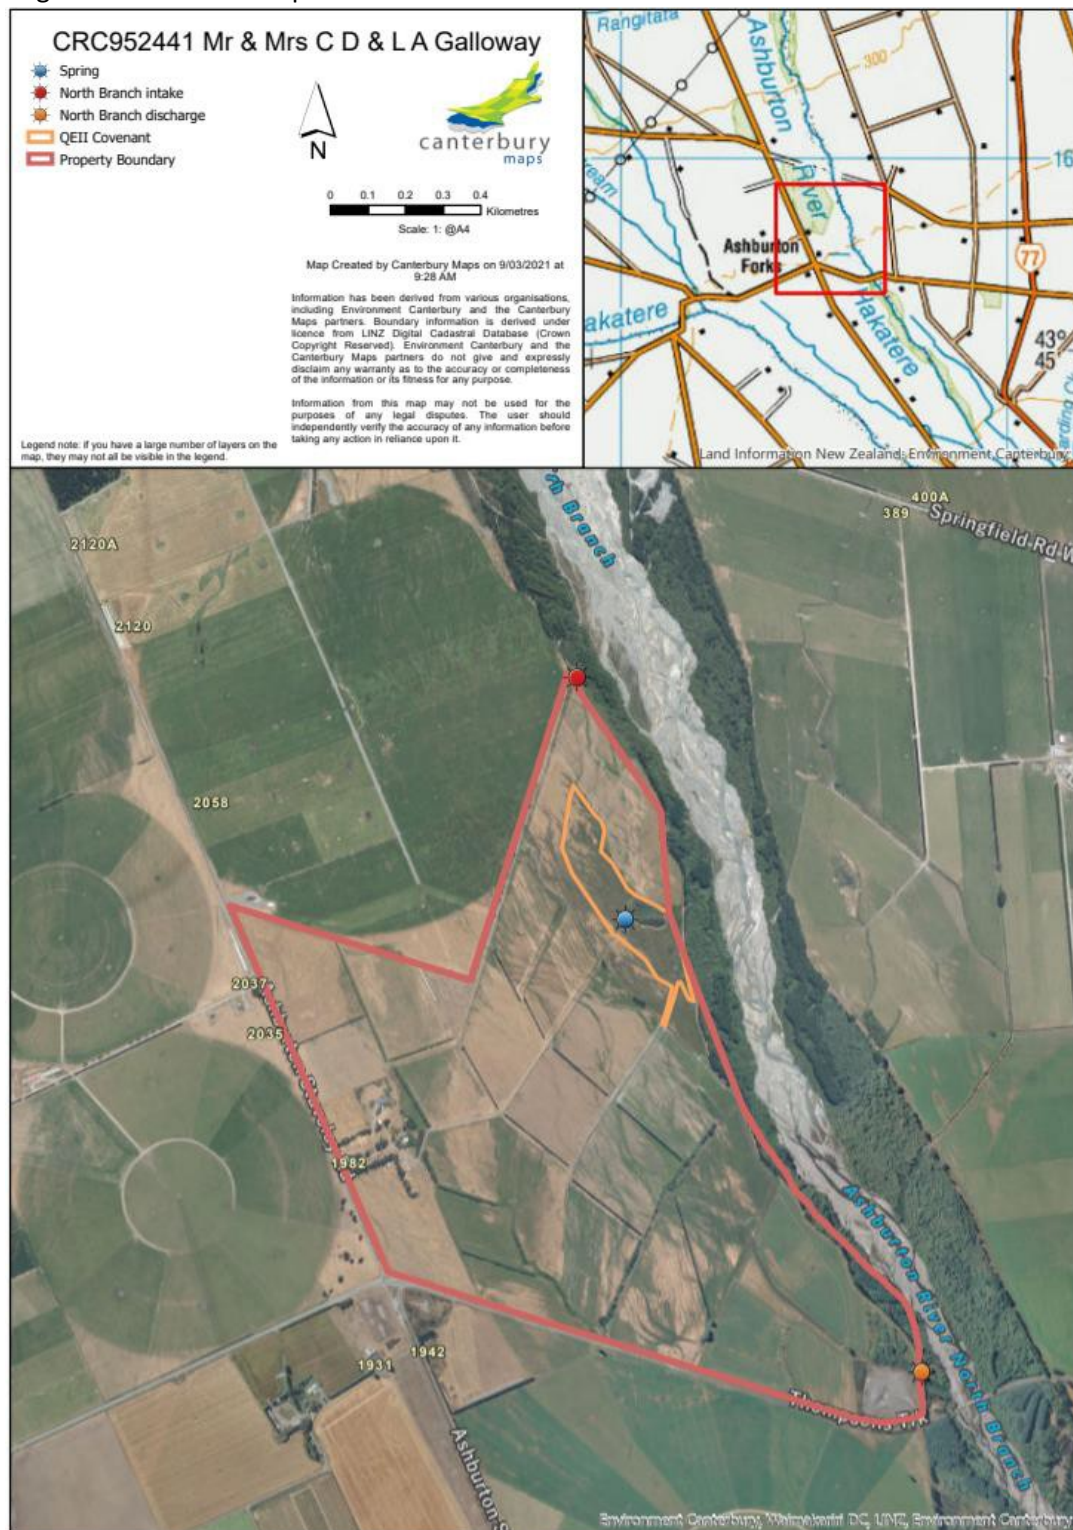 CRC952441 Mr & Mrs C D & L A Galloway
Spring
North Branch intake
North Branch discharge
QEII Covenant
Property Boundary
N
canterbury
maps
0 0.1 0.2 0.3 0.4
Kilometres
Scale: 1: @A4
Map Created by Canterbury Maps on 9/03/2021 at
9:28 AM
Information has been derived from various organisations,
including Environment Canterbury and the Canterbury
Maps partners. Boundary information is derived under
licence from LINZ Digital Cadastral Database (Crown
Copyright Reserved). Environment Canterbury and the
Canterbury Maps partners do not give and expressly
disclaim any warranty as to the accuracy or completeness
of the information or its fitness for any purpose.
Information from this map may not be used for the
purposes of any legal disputes. The user should
independently verify the accuracy of any information before
taking any action in reliance upon it.
Legend note: if you have a large number of layers on the
map, they may not all be visible in the legend.
Rangitata
Ashburton
River
300
16
ream
Ashburton
Forks
77
akatere
Hakatere
43°
45
Land Information New Zealand, Environment Canterbury
rth Branch
400A
389
Springfield Rd W
2120A
2120
2058
2037
2035
1982
1931
1942
Ashburton River North Branch
Thompsons Trk
Ashburton-S
Environment Canterbury, Waimakariri DC, LINZ, Environment Canterbury